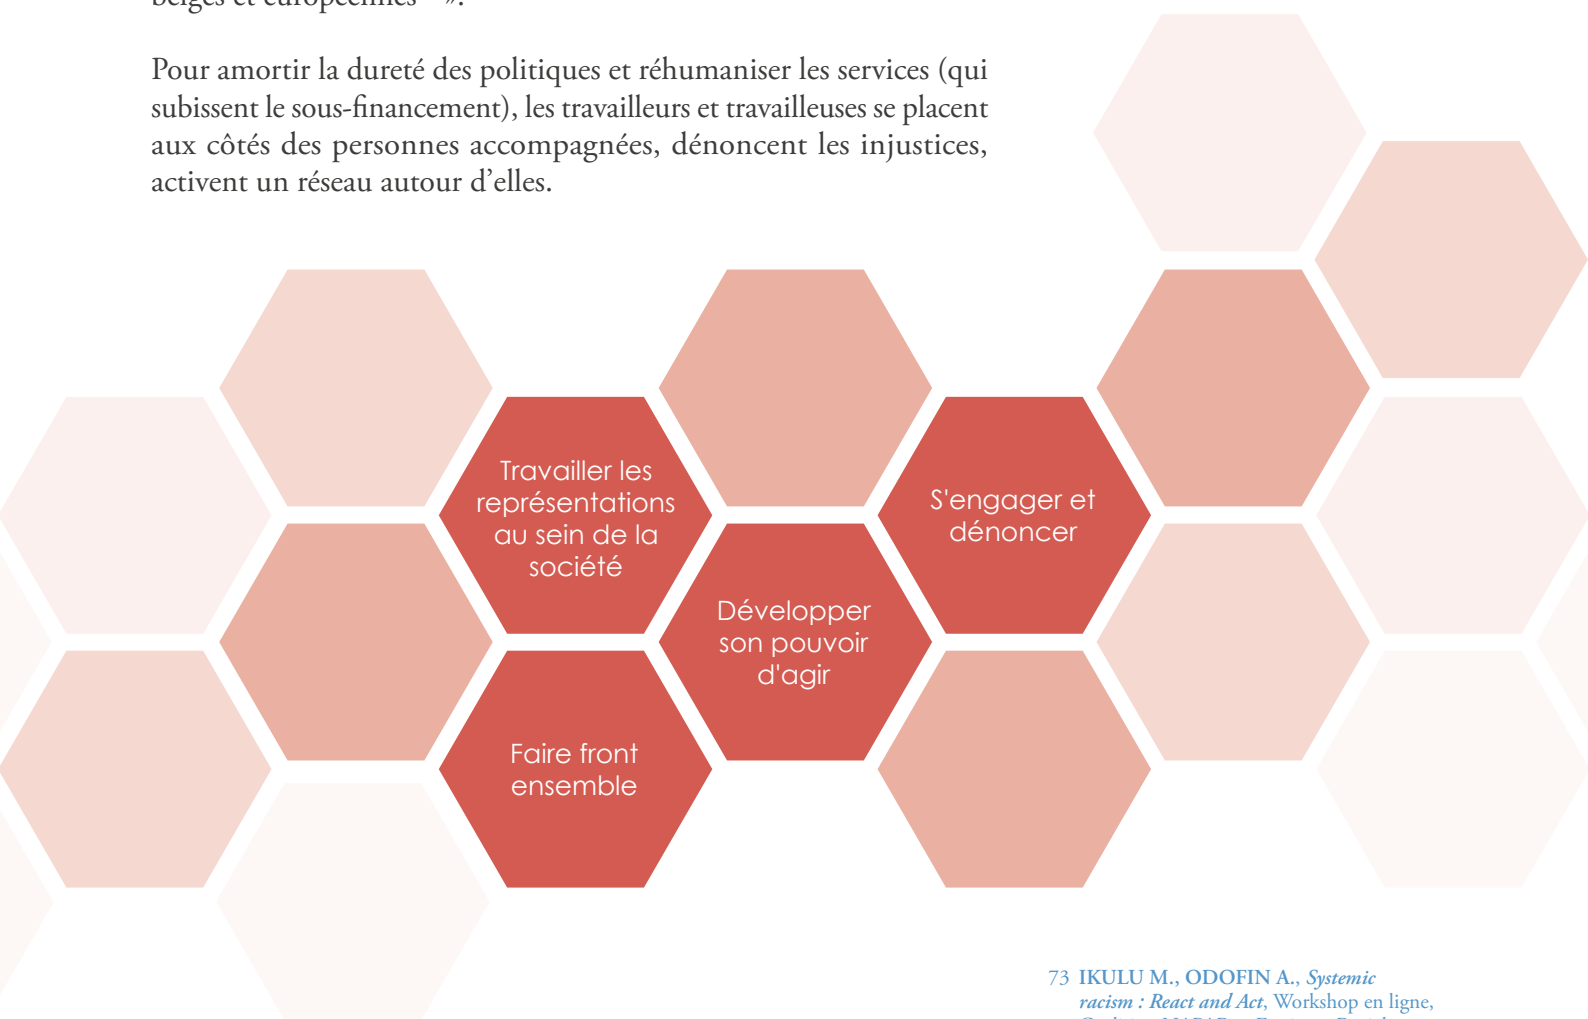 Pour amortir la dureté des politiques et réhumaniser les services (qui
subissent le sous-financement), les travailleurs et travailleuses se placent
aux côtés des personnes accompagnées, dénoncent les injustices,
activent un réseau autour d’elles.
Travailler les
représentations
au sein de la
société
S'engager et
dénoncer
Développer
son pouvoir
d'agir
Faire front
ensemble
73 IKULU M., ODOFIN A., Systemic
racism : React and Act, Workshop en ligne,